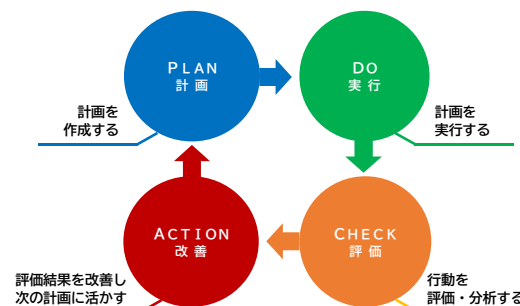 PLAN
計画
DO
実行
計画を
作成する
計画を
実行する
ACTION
改善
CHECK
評価
評価結果を改善し
次の計画に活かす
行動を
評価・分析する